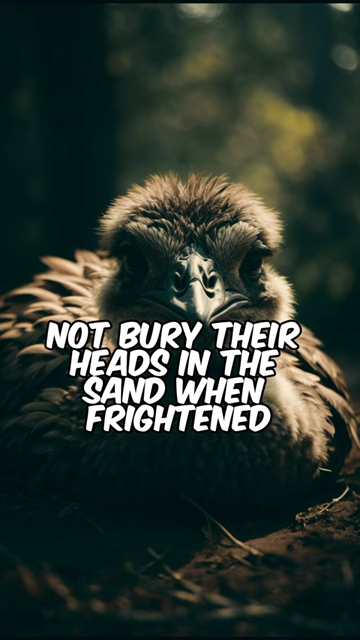 NOT BURY THEIR
HEADS IN THE
SAND WHEN
FRIGHTENED